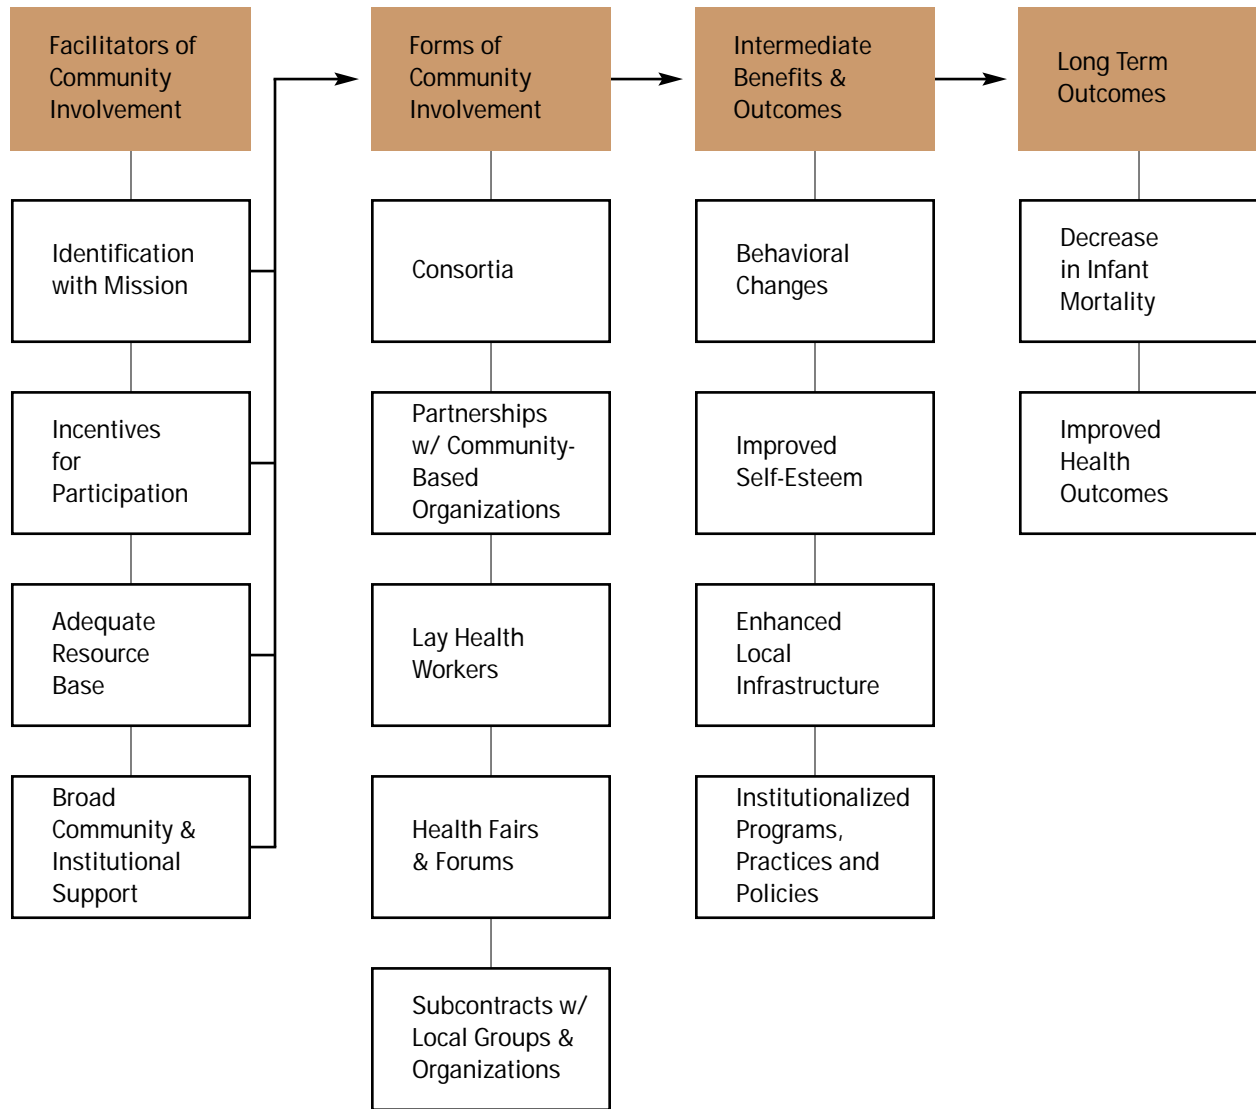 Facilitators of
Community
Involvement
Forms of
Community
Involvement
Intermediate
Benefits &
Outcomes
Long Term
Outcomes
Identification
with Mission
Incentives
for
Participation
Adequate
Resource
Base
Broad
Community &
Institutional
Support
Consortia
Partnerships
w/ Community-
Based
Organizations
Lay Health
Workers
Health Fairs
& Forums
Subcontracts w/
Local Groups &
Organizations
Behavioral
Changes
Improved
Self-Esteem
Enhanced
Local
Infrastructure
Institutionalized
Programs,
Practices and
Policies
Decrease
in Infant
Mortality
Improved
Health
Outcomes